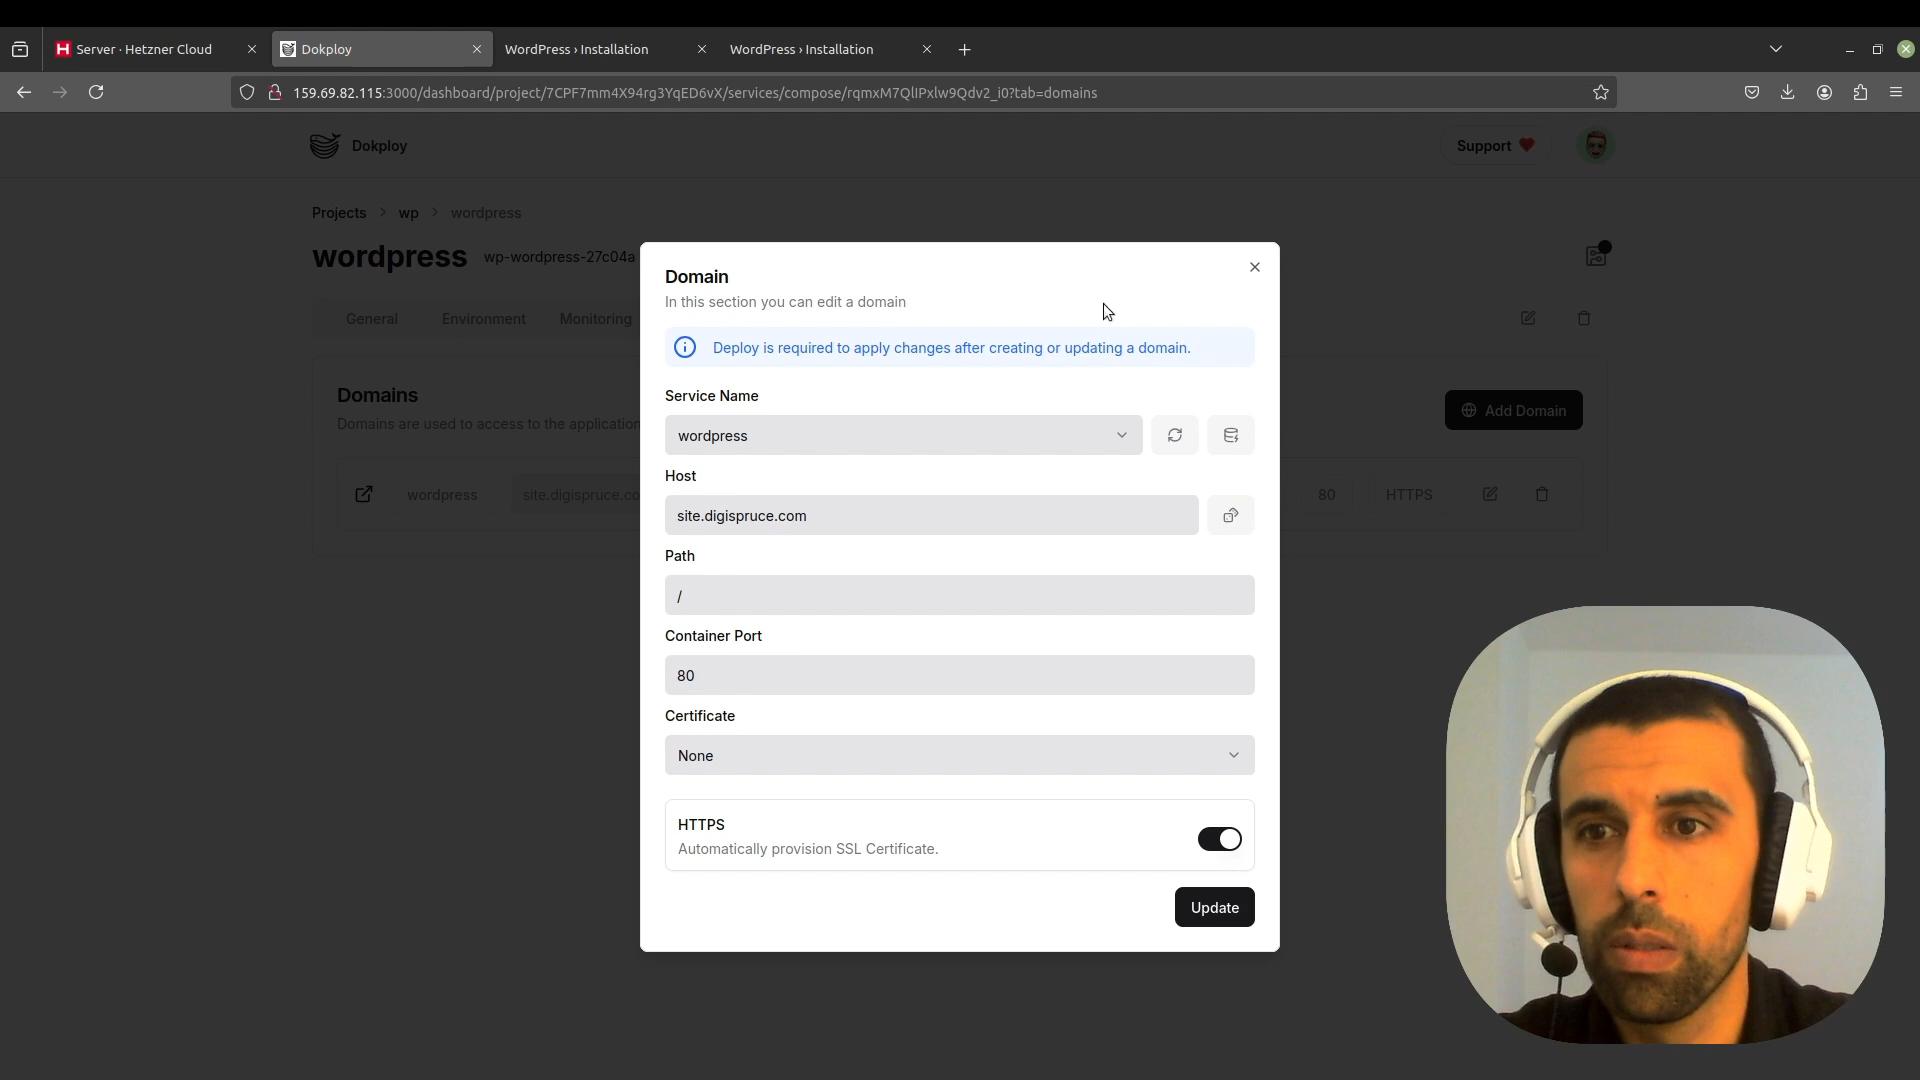 Server · Hetzner Cloud
Dokploy
WordPress › Installation
WordPress › Installation
159.69.82.115:3000/dashboard/project/7CPF7mm4X94rg3YqED6vX/services/compose/rqmxM7QlIPxlw9Qdv2_i0?tab=domains
Dokploy
Support
Projects > wp > wordpress
wordpress wp-wordpress-27c04a
General Environment Monitoring
Domains
Domains are used to access to the application
Add Domain
wordpress site.digispruce.co 80 HTTPS
Domain
In this section you can edit a domain
Deploy is required to apply changes after creating or updating a domain.
Service Name
wordpress
Host
site.digispruce.com
Path
/
Container Port
80
Certificate
None
HTTPS
Automatically provision SSL Certificate.
Update